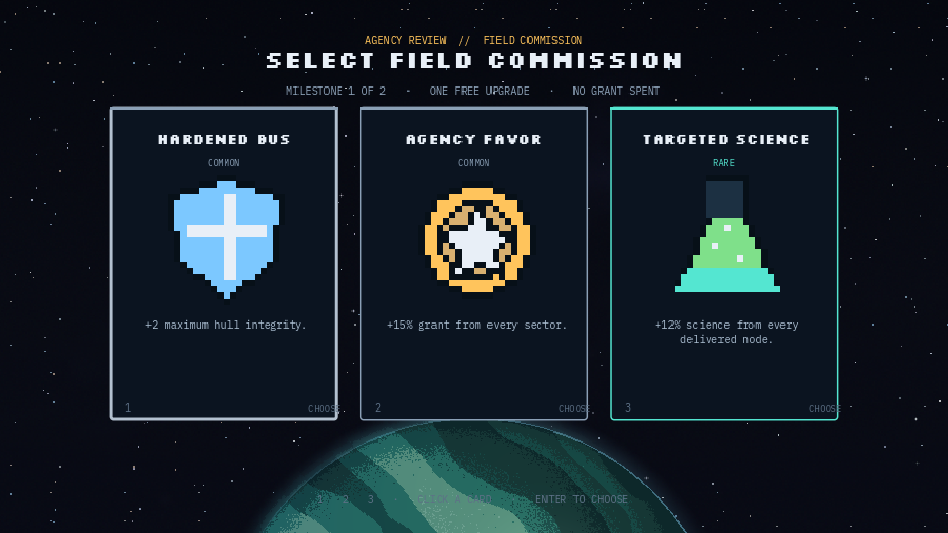 AGENCY REVIEW // FIELD COMMISSION
SELECT FIELD COMMISSION
MILESTONE 1 OF 2 · ONE FREE UPGRADE · NO GRANT SPENT
HARDENED BUS
COMMON
+2 maximum hull integrity.
1 CHOOSE
AGENCY FAVOR
COMMON
+15% grant from every sector.
2 CHOOSE
TARGETED SCIENCE
RARE
+12% science from every
delivered node.
3 CHOOSE
1 2 3 · CLICK A CARD · ENTER TO CHOOSE